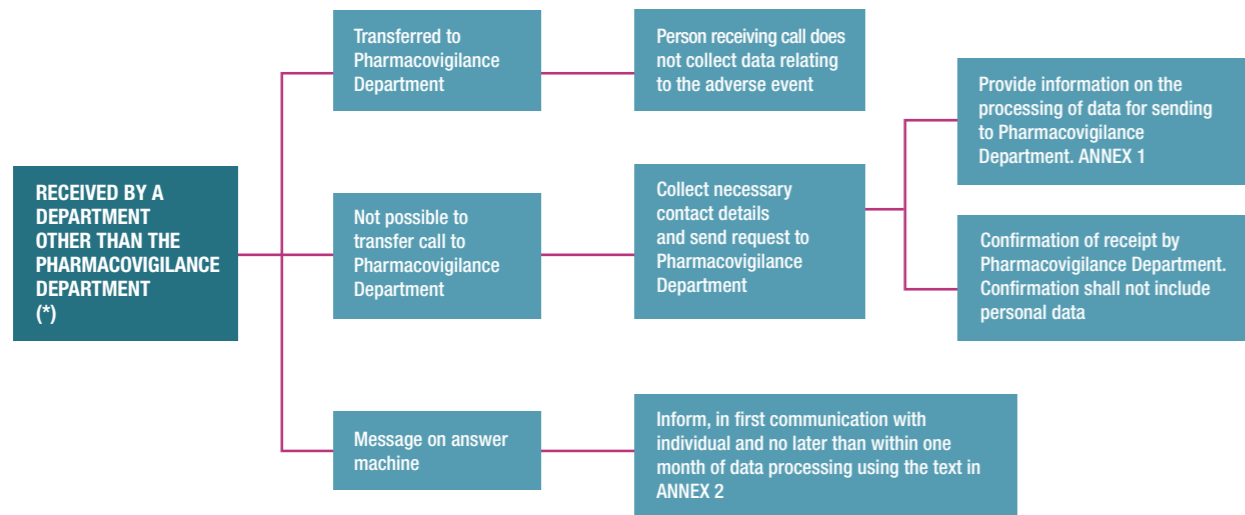 RECEIVED BY A
DEPARTMENT
OTHER THAN THE
PHARMACOVIGILANCE
DEPARTMENT
(*)
Transferred to
Pharmacovigilance
Department
Person receiving call does
not collect data relating
to the adverse event
Not possible to
transfer call to
Pharmacovigilance
Department
Collect necessary
contact details
and send request to
Pharmacovigilance
Department
Provide information on the
processing of data for sending
to Pharmacovigilance
Department. ANNEX 1
Confirmation of receipt by
Pharmacovigilance Department.
Confirmation shall not include
personal data
Message on answer
machine
Inform, in first communication with
individual and no later than within one
month of data processing using the text in
ANNEX 2